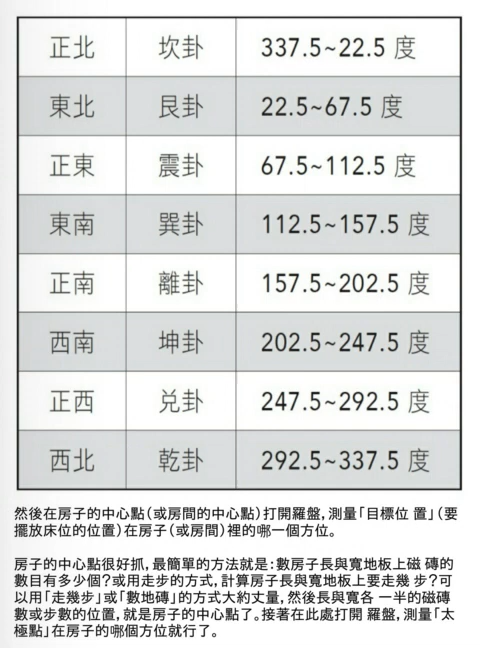 正北 坎卦 337.5~22.5 度
東北 艮卦 22.5~67.5 度
正東 震卦 67.5~112.5 度
東南 巽卦 112.5~157.5 度
正南 離卦 157.5~202.5 度
西南 坤卦 202.5~247.5 度
正西 兑卦 247.5~292.5 度
西北 乾卦 292.5~337.5 度
然後在房子的中心點(或房間的中心點)打開羅盤,測量「目標位 置」(要
擺放床位的位置)在房子(或房間)裡的哪一個方位。
房子的中心點很好抓,最簡單的方法就是:數房子長與寬地板上磁 磚的
數目有多少個?或用走步的方式,計算房子長與寬地板上要走幾 步?可
以用「走幾步」或「數地磚」的方式大約丈量,然後長與寬各 一半的磁磚
數或步數的位置,就是房子的中心點了。接著在此處打開 羅盤,測量「太
極點」在房子的哪個方位就行了。